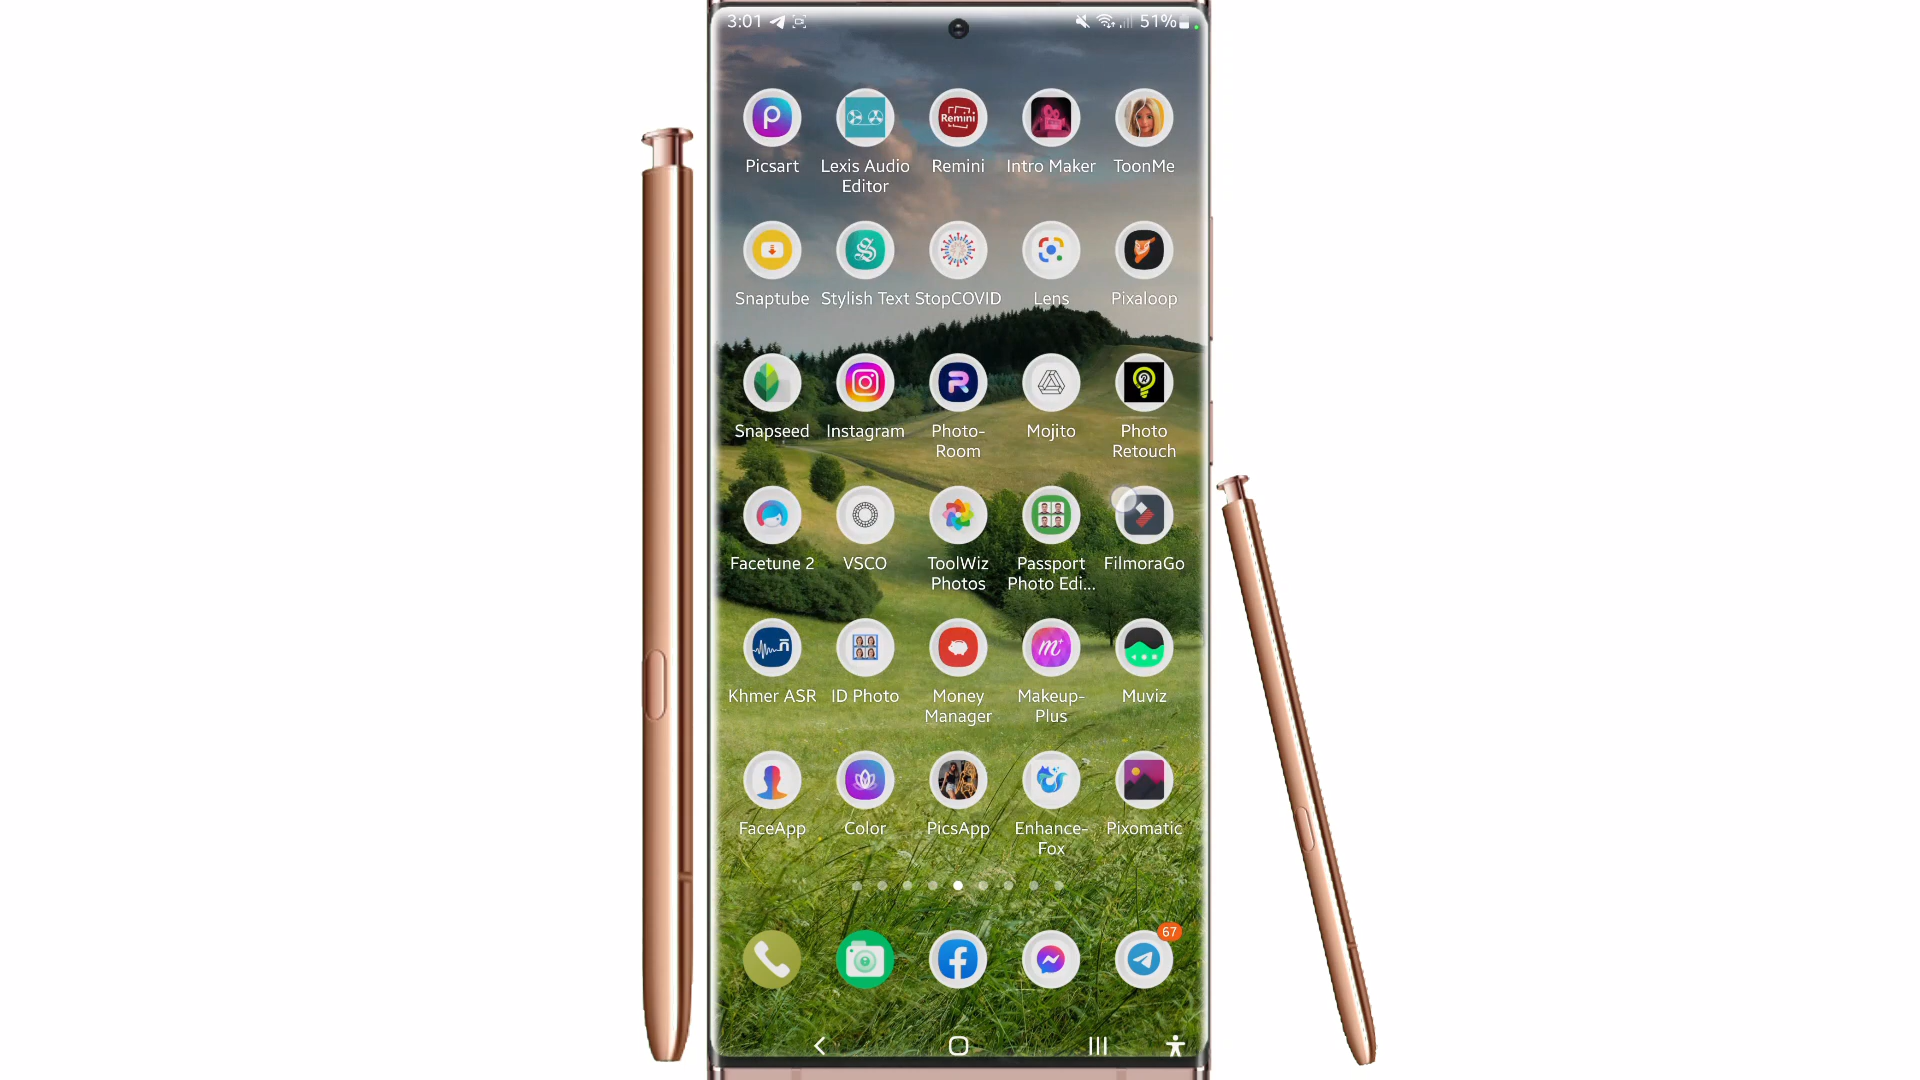 3:01 51%
Picsart Lexis Audio Remini Intro Maker ToonMe
Editor
Remini
Snaptube Stylish Text StopCOVID Lens Pixaloop
Snapseed Instagram Photo- Mojito Photo
Room Retouch
Facetune 2 VSCO ToolWiz Passport FilmoraGo
Photos Photo Edi...
Khmer ASR ID Photo Money Makeup- Muviz
Manager Plus
FaceApp Color PicsApp Enhance- Pixomatic
Fox
67